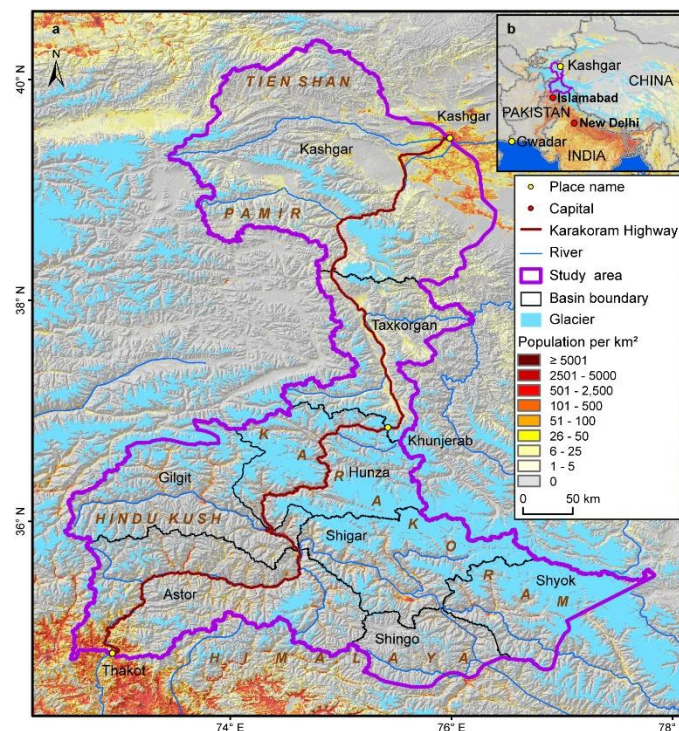 a
N
40° N
38° N
36° N
74° E
76° E
TIEN SHAN
Kashgar
Kashgar
PAMIR
Taxkorgan
Khunjerab
KARAKORAM
Hunza
Gilgit
HINDU KUSH
Shigar
Shyok
Astor
Shingo
HIMALAYA
Thakot
b
Kashgar
CHINA
Islamabad
PAKISTAN
New Delhi
Gwadar
INDIA
Place name
Capital
Karakoram Highway
River
Study area
Basin boundary
Glacier
Population per km²
≥ 5001
2501 - 5000
501 - 2,500
101 - 500
51 - 100
26 - 50
6 - 25
1 - 5
0
0 50 km